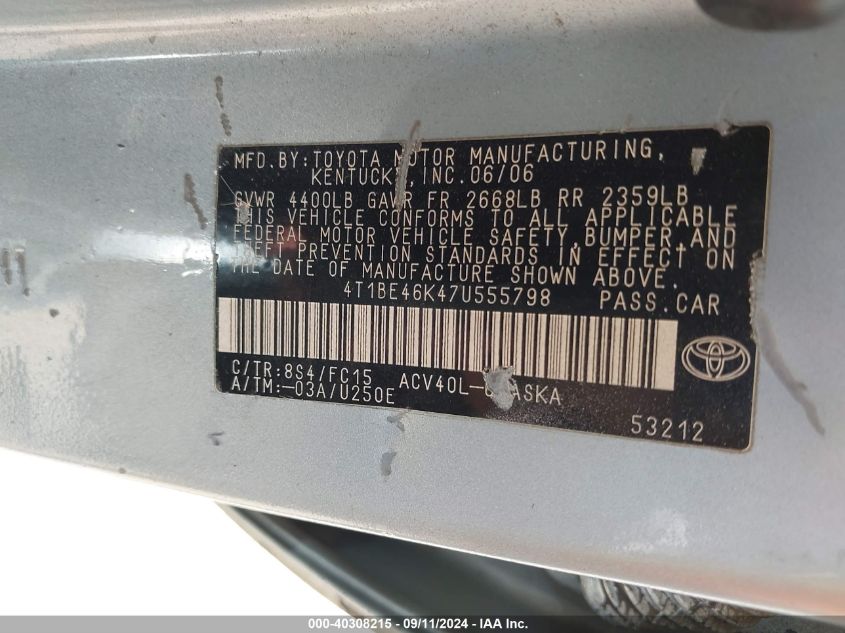 MFD.BY:TOYOTA MOTOR MANUFACTURING,
KENTUCKY,INC.06/06
GVWR 4400LB GAWR FR 2668LB RR 2359LB
THIS VEHICLE CONFORMS TO ALL APPLICABLE
FEDERAL MOTOR VEHICLE SAFETY,BUMPER,AND
THEFT PREVENTION STANDARDS IN EFFECT ON
THE DATE OF MANUFACTURE SHOWN ABOVE.
4T1BE46K47U555798 PASS.CAR
C/TR:8S4/FC15 ACV40L-
A/TM:-03A/U250E
53212
000-40308215 - 09/11/2024 - IAA, Inc.